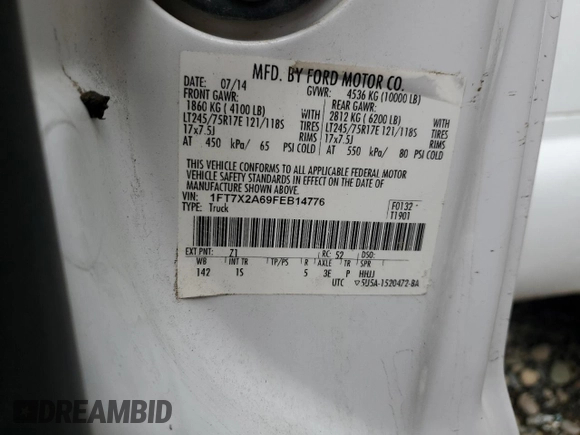 MFD. BY FORD MOTOR CO.
DATE: 07/14 GVWR: 4536 KG (10000 LB)
FRONT GAWR: REAR GAWR:
1860 KG ( 4100 LB) 2812 KG ( 6200 LB)
LT245/75R17E 121/118S TIRES LT245/75R17E 121/118S WITH TIRES
17x7.5J RIMS 17x7.5J RIMS
AT 450 kPa/ 65 PSI COLD AT 550 kPa/ 80 PSI COLD
THIS VEHICLE CONFORMS TO ALL APPLICABLE FEDERAL MOTOR
VEHICLE SAFETY STANDARDS IN EFFECT ON THE DATE OF
MANUFACTURE SHOWN ABOVE.
VIN: 1FT7X2A69FEB14776 F0132
TYPE: Truck T1901
EXT PNT: Z1 RC: 52 DSO:
WB INT TR TP/PS R AXLE TR SPR
142 1S 5 3E P HHJJ
UTC 5U5A-1520472-BA
DREAMBID